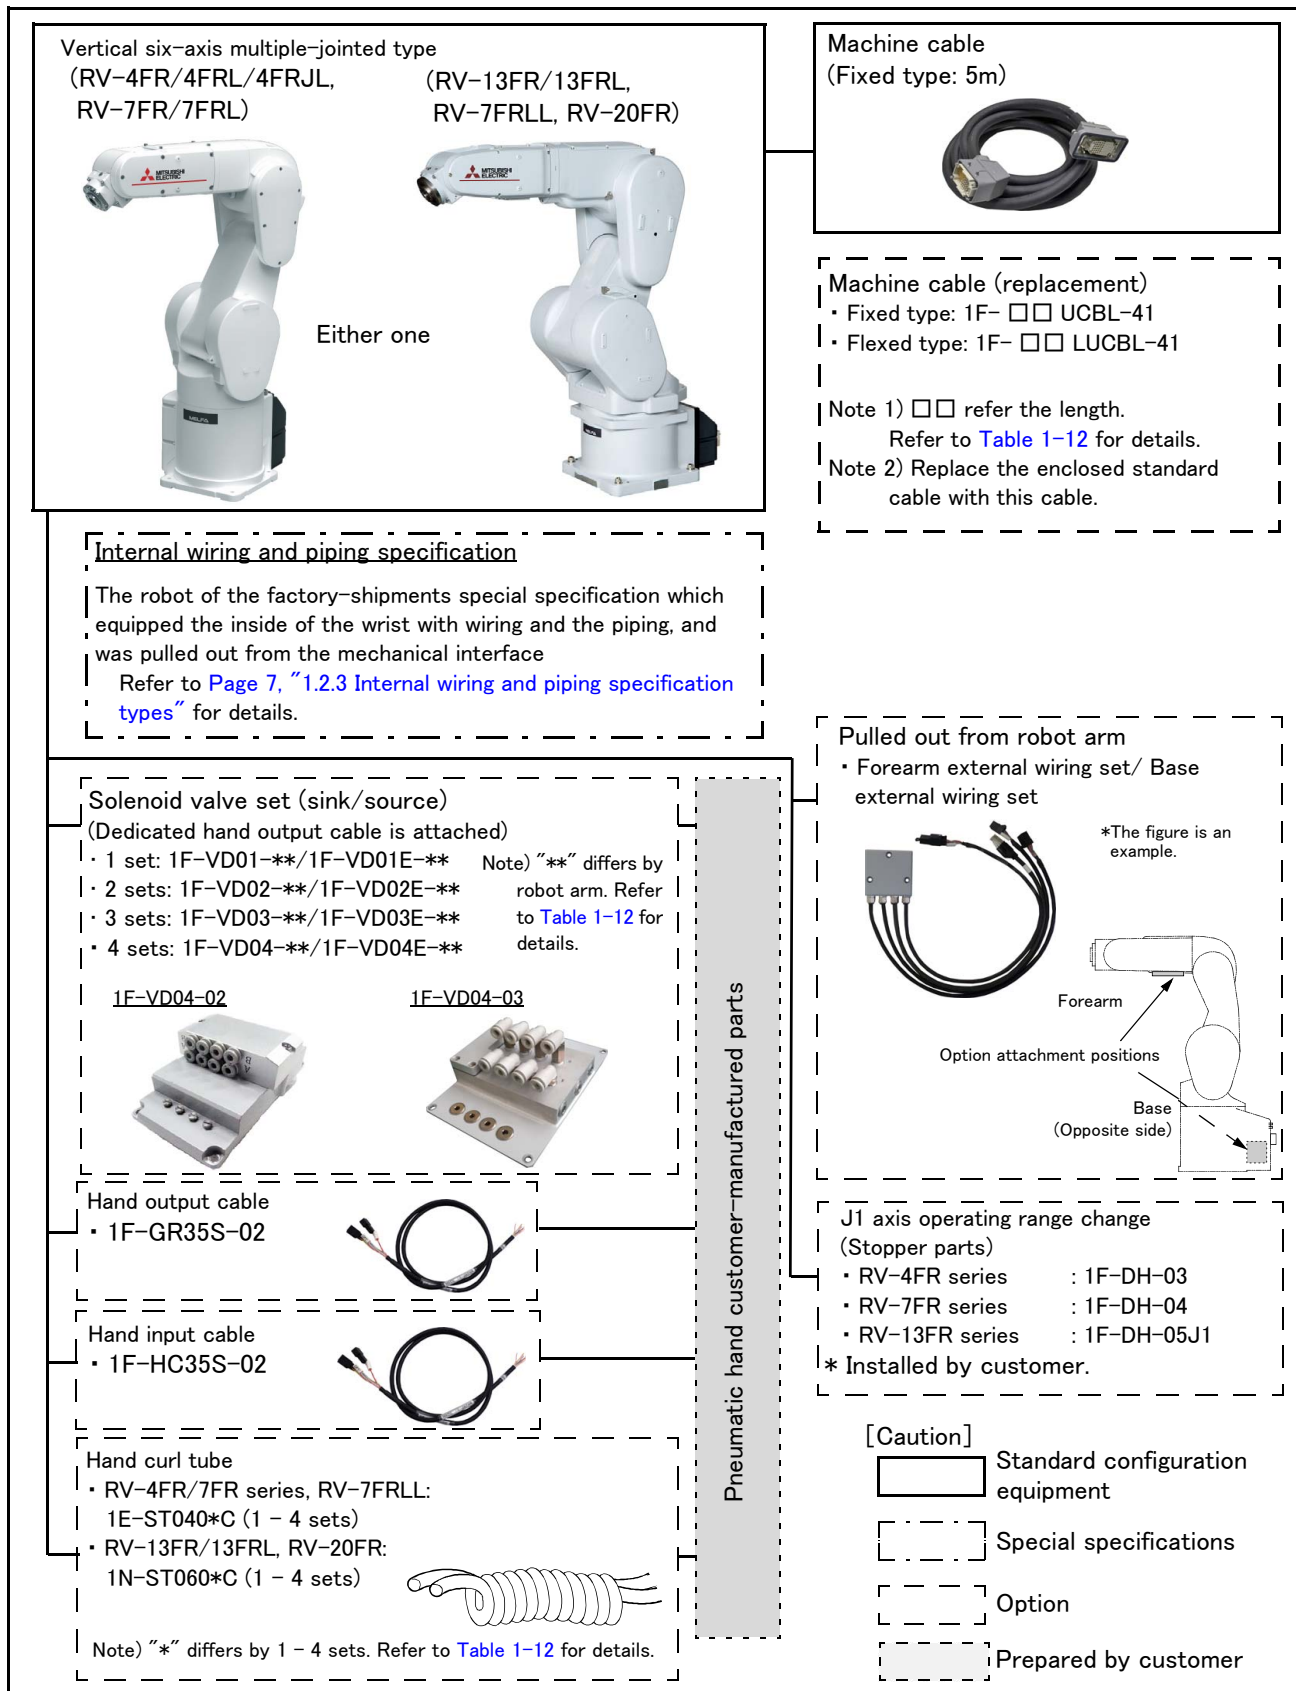 Vertical six-axis multiple-jointed type
(RV-4FR/4FRL/4FRJL,
RV-7FR/7FRL)
(RV-13FR/13FRL,
RV-7FRLL, RV-20FR)
MITSUBISHI
ELECTRIC
MITSUBISHI
ELECTRIC
Either one
MELFA
Machine cable
(Fixed type: 5m)
Machine cable (replacement)
・Fixed type: 1F- □□ UCBL-41
・Flexed type: 1F- □□ LUCBL-41
Note 1) □□ refer the length.
Refer to Table 1-12 for details.
Note 2) Replace the enclosed standard
cable with this cable.
Internal wiring and piping specification
The robot of the factory-shipments special specification which
equipped the inside of the wrist with wiring and the piping, and
was pulled out from the mechanical interface
Refer to Page 7, "1.2.3 Internal wiring and piping specification
types" for details.
Solenoid valve set (sink/source)
(Dedicated hand output cable is attached)
・1 set: 1F-VD01-**/1F-VD01E-**
・2 sets: 1F-VD02-**/1F-VD02E-**
・3 sets: 1F-VD03-**/1F-VD03E-**
・4 sets: 1F-VD04-**/1F-VD04E-**
Note) "**" differs by
robot arm. Refer
to Table 1-12 for
details.
1F-VD04-02
1F-VD04-03
Pneumatic hand customer-manufactured parts
Pulled out from robot arm
・Forearm external wiring set/ Base
external wiring set
*The figure is an
example.
Forearm
Option attachment positions
Base
(Opposite side)
Hand output cable
・1F-GR35S-02
Hand input cable
・1F-HC35S-02
J1 axis operating range change
(Stopper parts)
・RV-4FR series : 1F-DH-03
・RV-7FR series : 1F-DH-04
・RV-13FR series : 1F-DH-05J1
* Installed by customer.
Hand curl tube
・RV-4FR/7FR series, RV-7FRLL:
1E-ST040*C (1 - 4 sets)
・RV-13FR/13FRL, RV-20FR:
1N-ST060*C (1 - 4 sets)
Note) "*" differs by 1 - 4 sets. Refer to Table 1-12 for details.
[Caution]
Standard configuration
equipment
Special specifications
Option
Prepared by customer